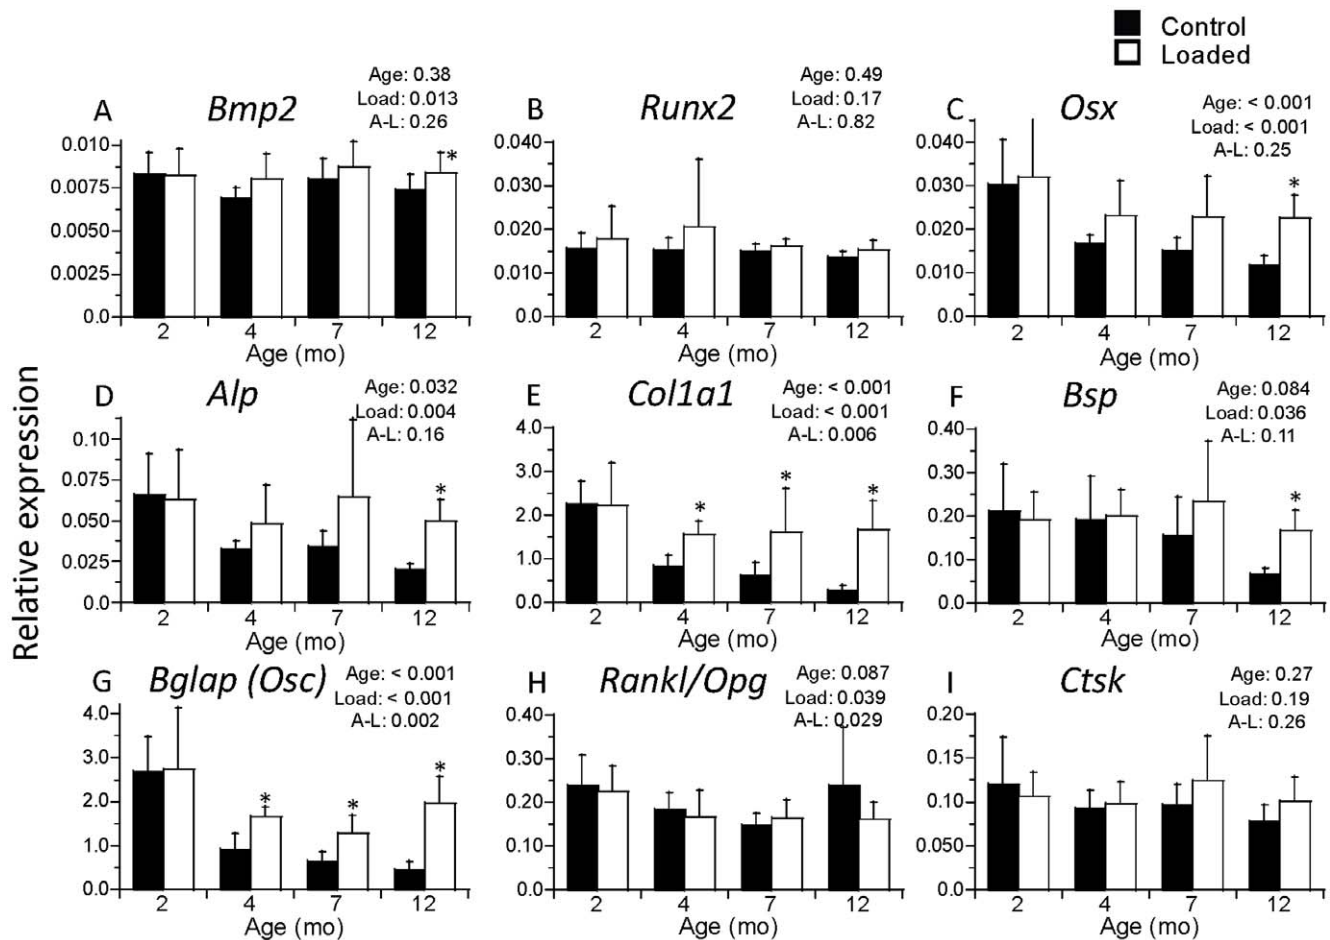 Control
Loaded
Relative expression
A
Bmp2
Age: 0.38
Load: 0.013
A-L: 0.26
0.010
0.0075
0.0050
0.0025
0.0
*
2 4 7 12
Age (mo)
B
Runx2
Age: 0.49
Load: 0.17
A-L: 0.82
0.040
0.030
0.020
0.010
0.0
2 4 7 12
Age (mo)
C
Osx
Age: < 0.001
Load: < 0.001
A-L: 0.25
0.040
0.030
0.020
0.010
0.0
*
2 4 7 12
Age (mo)
D
Alp
Age: 0.032
Load: 0.004
A-L: 0.16
0.10
0.075
0.050
0.025
0.0
*
2 4 7 12
Age (mo)
E
Col1a1
Age: < 0.001
Load: < 0.001
A-L: 0.006
4.0
3.0
2.0
1.0
0.0
* * *
2 4 7 12
Age (mo)
F
Bsp
Age: 0.084
Load: 0.036
A-L: 0.11
0.40
0.30
0.20
0.10
0.0
*
2 4 7 12
Age (mo)
G
Bglap (Osc)
Age: < 0.001
Load: < 0.001
A-L: 0.002
4.0
3.0
2.0
1.0
0.0
* * *
2 4 7 12
Age (mo)
H
Rankl/Opg
Age: 0.087
Load: 0.039
A-L: 0.029
0.40
0.30
0.20
0.10
0.0
2 4 7 12
Age (mo)
I
Ctsk
Age: 0.27
Load: 0.19
A-L: 0.26
0.20
0.15
0.10
0.050
0.0
2 4 7 12
Age (mo)